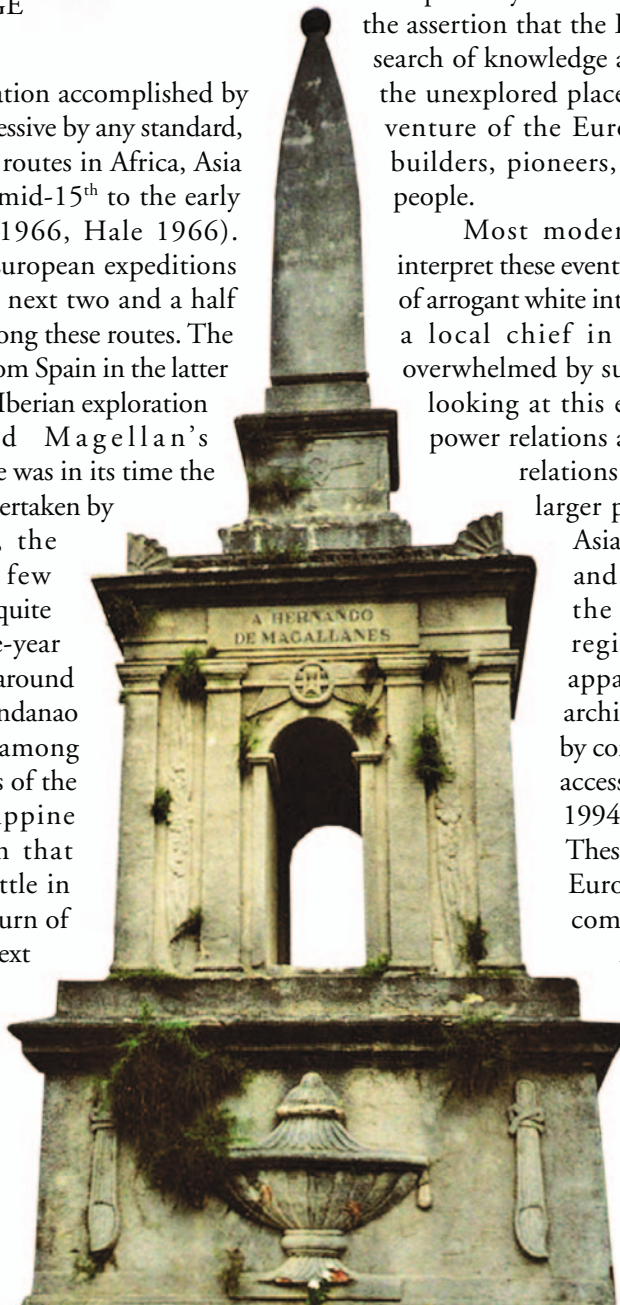 GE
ation accomplished by
essive by any standard,
routes in Africa, Asia
mid-15th to the early
1966, Hale 1966).
European expeditions
next two and a half
ong these routes. The
om Spain in the latter
Iberian exploration
d Magellan's
e was in its time the
ertaken by
, the
few
quite
e-year
around
ndanao
among
s of the
ippine
n that
ttle in
urn of
ext
A HERNANDO
DE MAGALLANES
the assertion that the
search of knowledge a
the unexplored place
venture of the Euro
builders, pioneers,
people.
Most moder
interpret these event
of arrogant white int
a local chief in
overwhelmed by su
looking at this e
power relations a
relations
larger p
Asia
and
the
regi
appa
archi
by co
access
1994
Thes
Euro
com